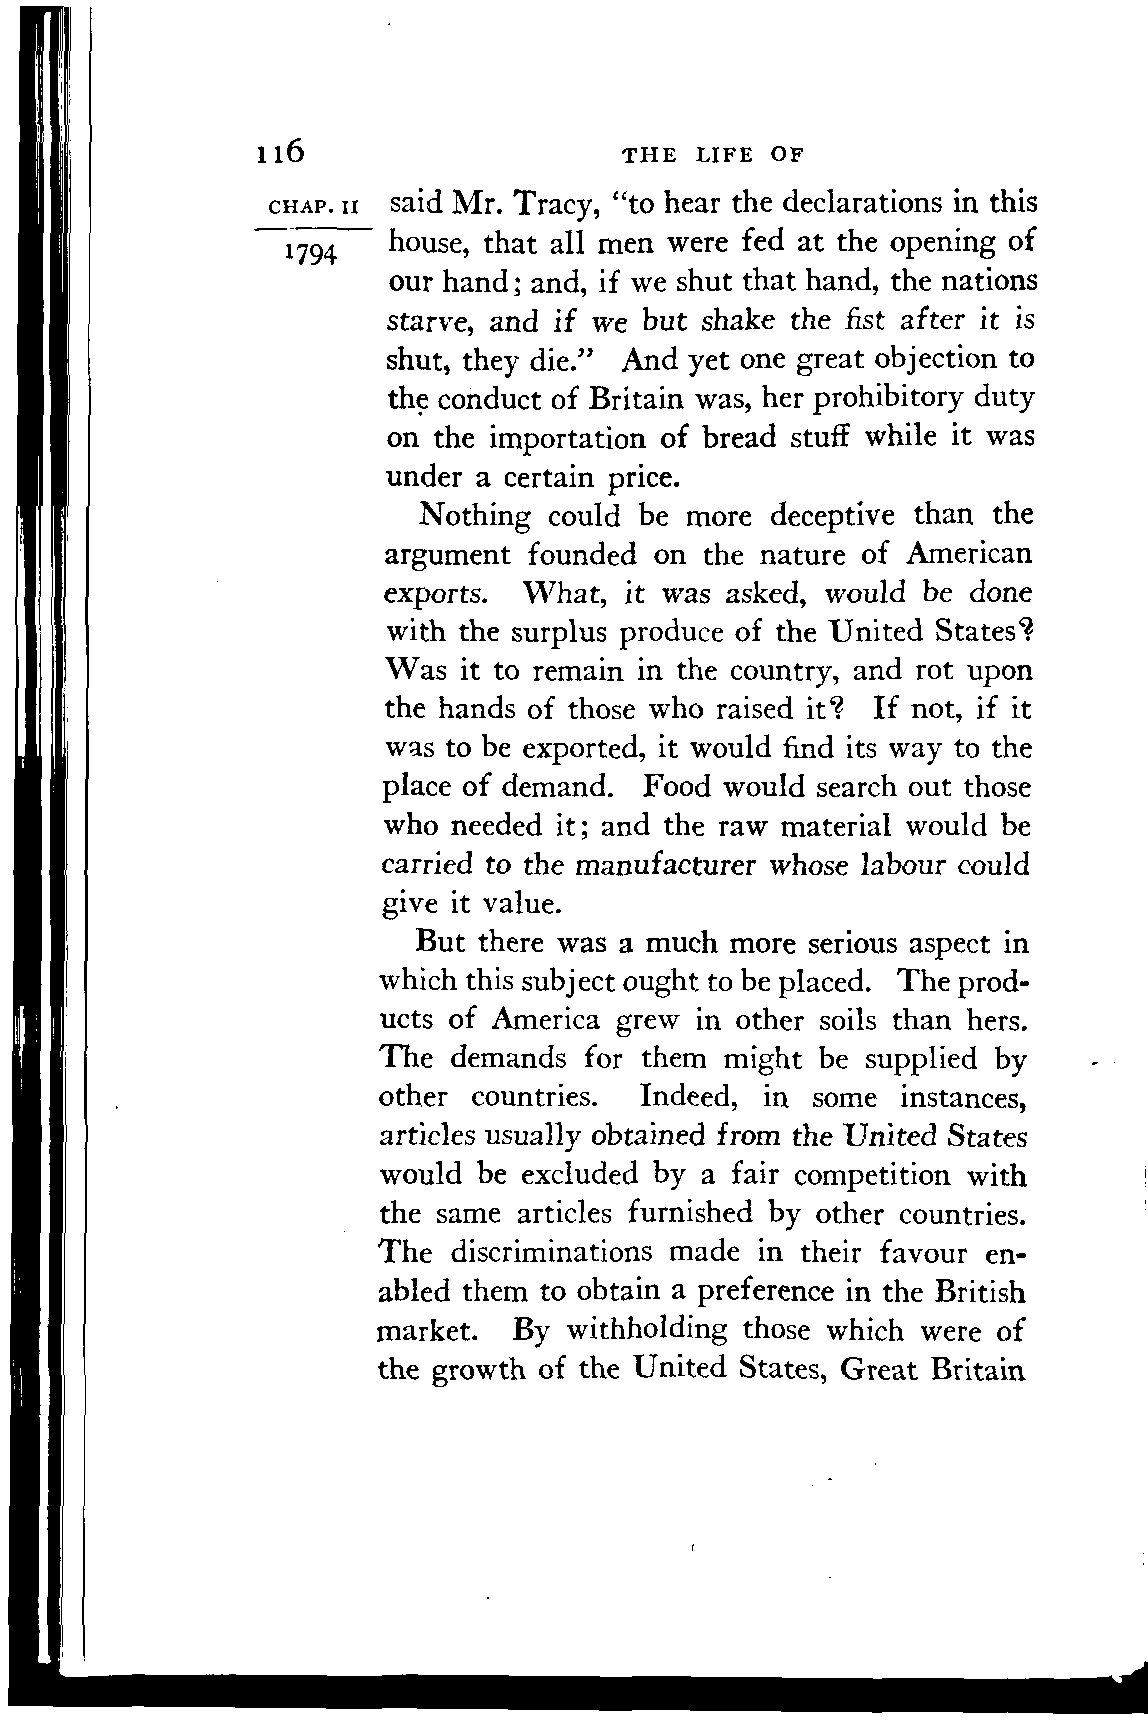 116 THE LIFE OF
CHAP. II said Mr. Tracy, "to hear the declarations in this
1794 house, that all men were fed at the opening of
our hand; and, if we shut that hand, the nations
starve, and if we but shake the fist after it is
shut, they die." And yet one great objection to
the conduct of Britain was, her prohibitory duty
on the importation of bread stuff while it was
under a certain price.
Nothing could be more deceptive than the
argument founded on the nature of American
exports. What, it was asked, would be done
with the surplus produce of the United States?
Was it to remain in the country, and rot upon
the hands of those who raised it? If not, if it
was to be exported, it would find its way to the
place of demand. Food would search out those
who needed it; and the raw material would be
carried to the manufacturer whose labour could
give it value.
But there was a much more serious aspect in
which this subject ought to be placed. The prod-
ucts of America grew in other soils than hers.
The demands for them might be supplied by
other countries. Indeed, in some instances,
articles usually obtained from the United States
would be excluded by a fair competition with
the same articles furnished by other countries.
The discriminations made in their favour en-
abled them to obtain a preference in the British
market. By withholding those which were of
the growth of the United States, Great Britain